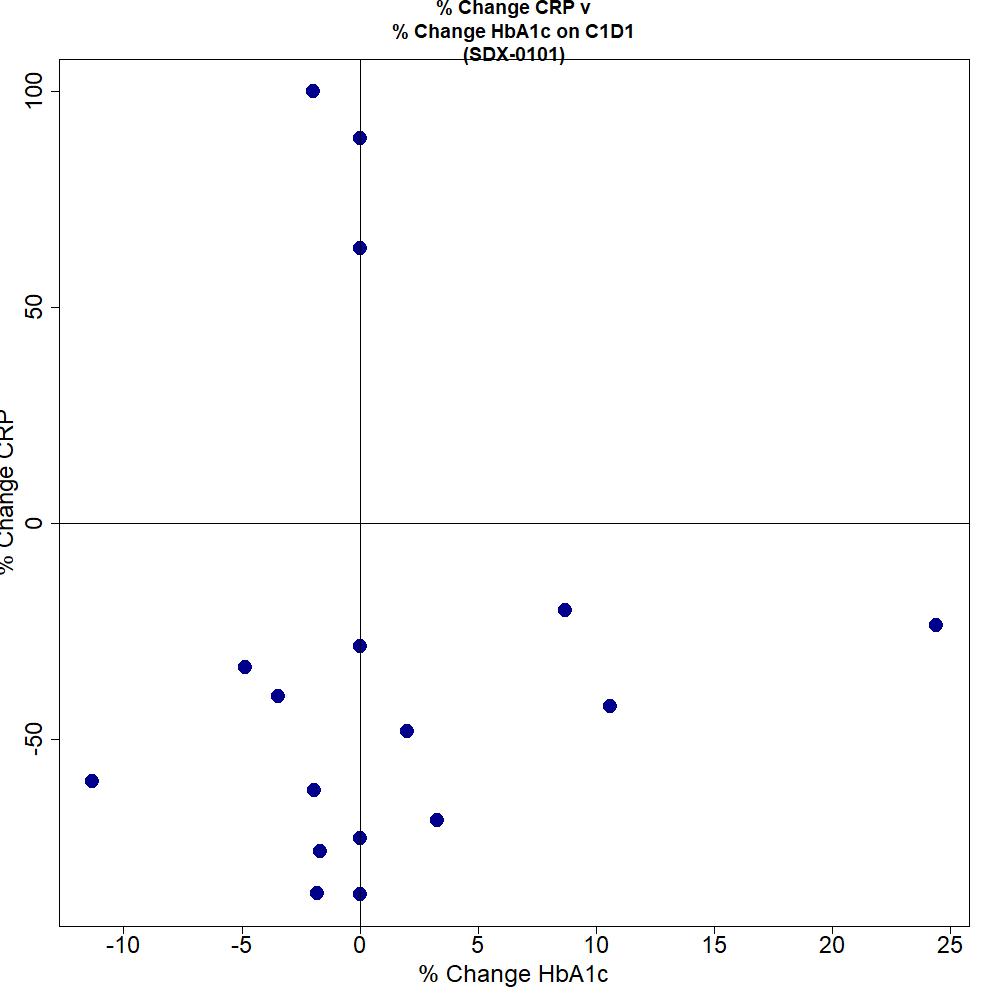 % Change CRP v
% Change HbA1c on C1D1
(SDX-0101)
100
50
0
-50
% Change CRP
-10 -5 0 5 10 15 20 25
% Change HbA1c